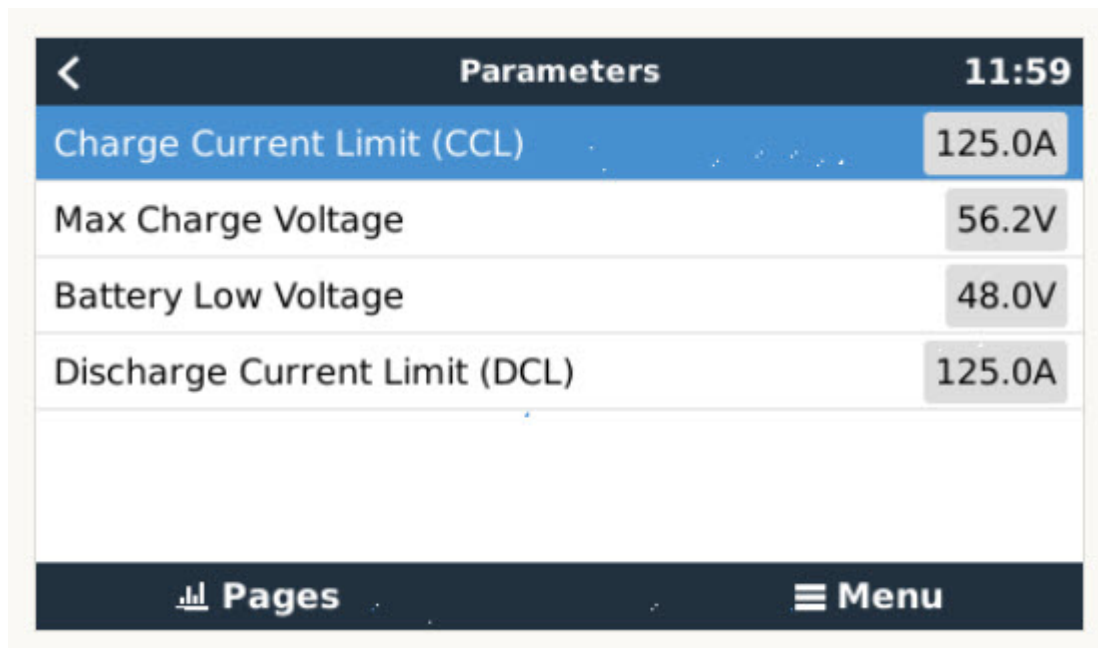 Parameters 11:59
Charge Current Limit (CCL) 125.0A
Max Charge Voltage 56.2V
Battery Low Voltage 48.0V
Discharge Current Limit (DCL) 125.0A
Pages Menu